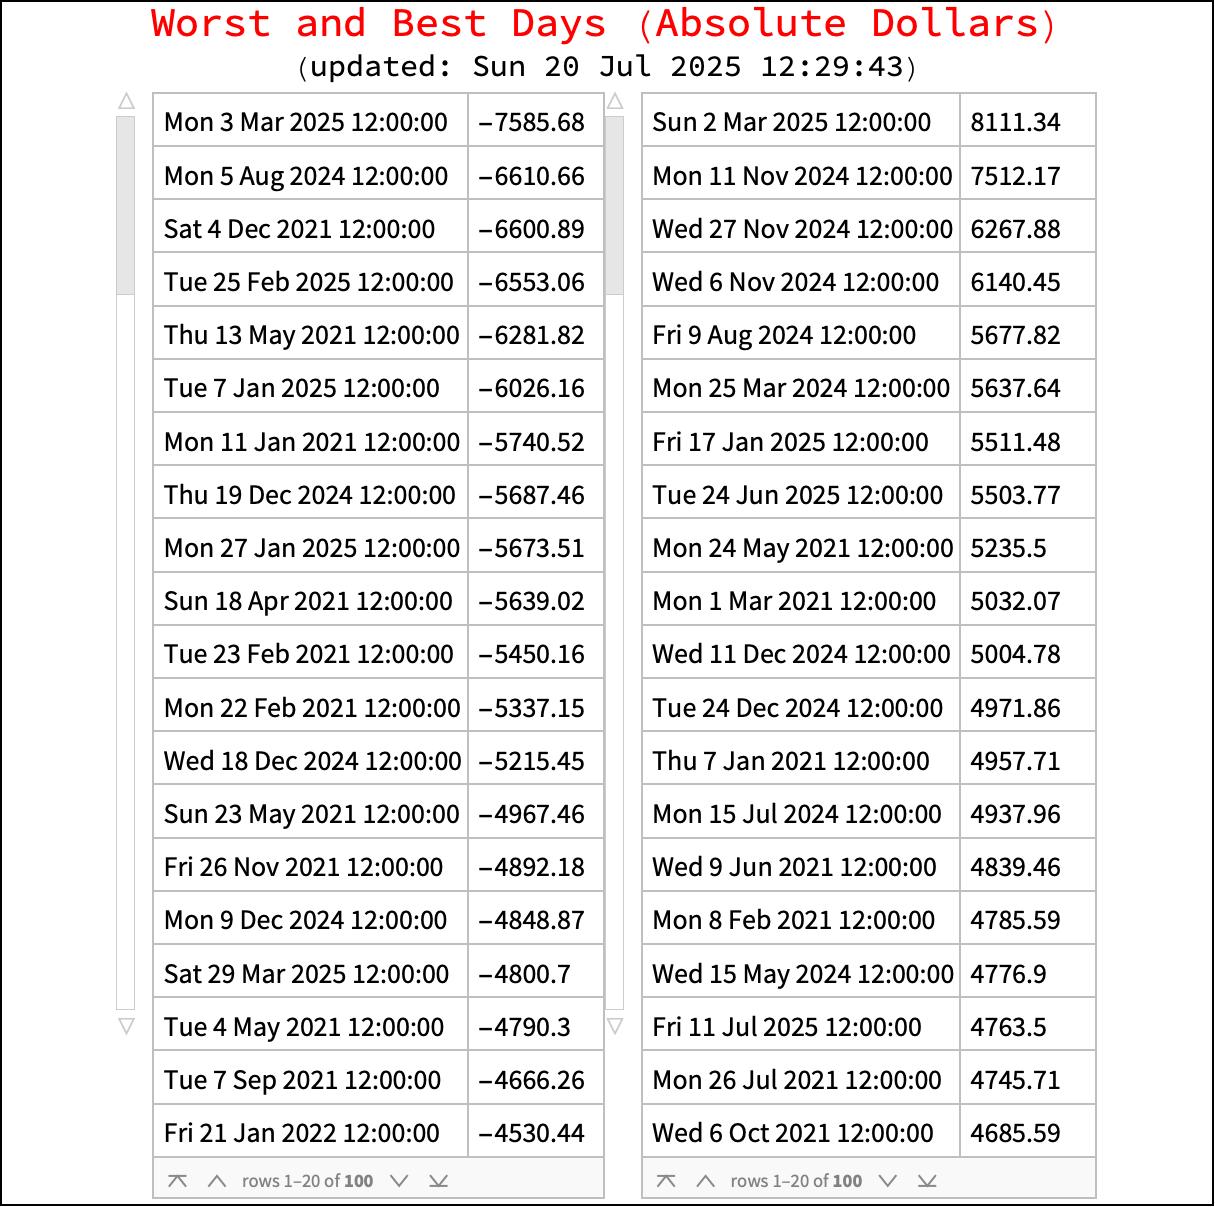 Worst and Best Days (Absolute Dollars)
(updated: Sun 20 Jul 2025 12:29:43)
Mon 3 Mar 2025 12:00:00 −7585.68
Mon 5 Aug 2024 12:00:00 −6610.66
Sat 4 Dec 2021 12:00:00 −6600.89
Tue 25 Feb 2025 12:00:00 −6553.06
Thu 13 May 2021 12:00:00 −6281.82
Tue 7 Jan 2025 12:00:00 −6026.16
Mon 11 Jan 2021 12:00:00 −5740.52
Thu 19 Dec 2024 12:00:00 −5687.46
Mon 27 Jan 2025 12:00:00 −5673.51
Sun 18 Apr 2021 12:00:00 −5639.02
Tue 23 Feb 2021 12:00:00 −5450.16
Mon 22 Feb 2021 12:00:00 −5337.15
Wed 18 Dec 2024 12:00:00 −5215.45
Sun 23 May 2021 12:00:00 −4967.46
Fri 26 Nov 2021 12:00:00 −4892.18
Mon 9 Dec 2024 12:00:00 −4848.87
Sat 29 Mar 2025 12:00:00 −4800.7
Tue 4 May 2021 12:00:00 −4790.3
Tue 7 Sep 2021 12:00:00 −4666.26
Fri 21 Jan 2022 12:00:00 −4530.44
rows 1–20 of 100
Sun 2 Mar 2025 12:00:00 8111.34
Mon 11 Nov 2024 12:00:00 7512.17
Wed 27 Nov 2024 12:00:00 6267.88
Wed 6 Nov 2024 12:00:00 6140.45
Fri 9 Aug 2024 12:00:00 5677.82
Mon 25 Mar 2024 12:00:00 5637.64
Fri 17 Jan 2025 12:00:00 5511.48
Tue 24 Jun 2025 12:00:00 5503.77
Mon 24 May 2021 12:00:00 5235.5
Mon 1 Mar 2021 12:00:00 5032.07
Wed 11 Dec 2024 12:00:00 5004.78
Tue 24 Dec 2024 12:00:00 4971.86
Thu 7 Jan 2021 12:00:00 4957.71
Mon 15 Jul 2024 12:00:00 4937.96
Wed 9 Jun 2021 12:00:00 4839.46
Mon 8 Feb 2021 12:00:00 4785.59
Wed 15 May 2024 12:00:00 4776.9
Fri 11 Jul 2025 12:00:00 4763.5
Mon 26 Jul 2021 12:00:00 4745.71
Wed 6 Oct 2021 12:00:00 4685.59
rows 1–20 of 100